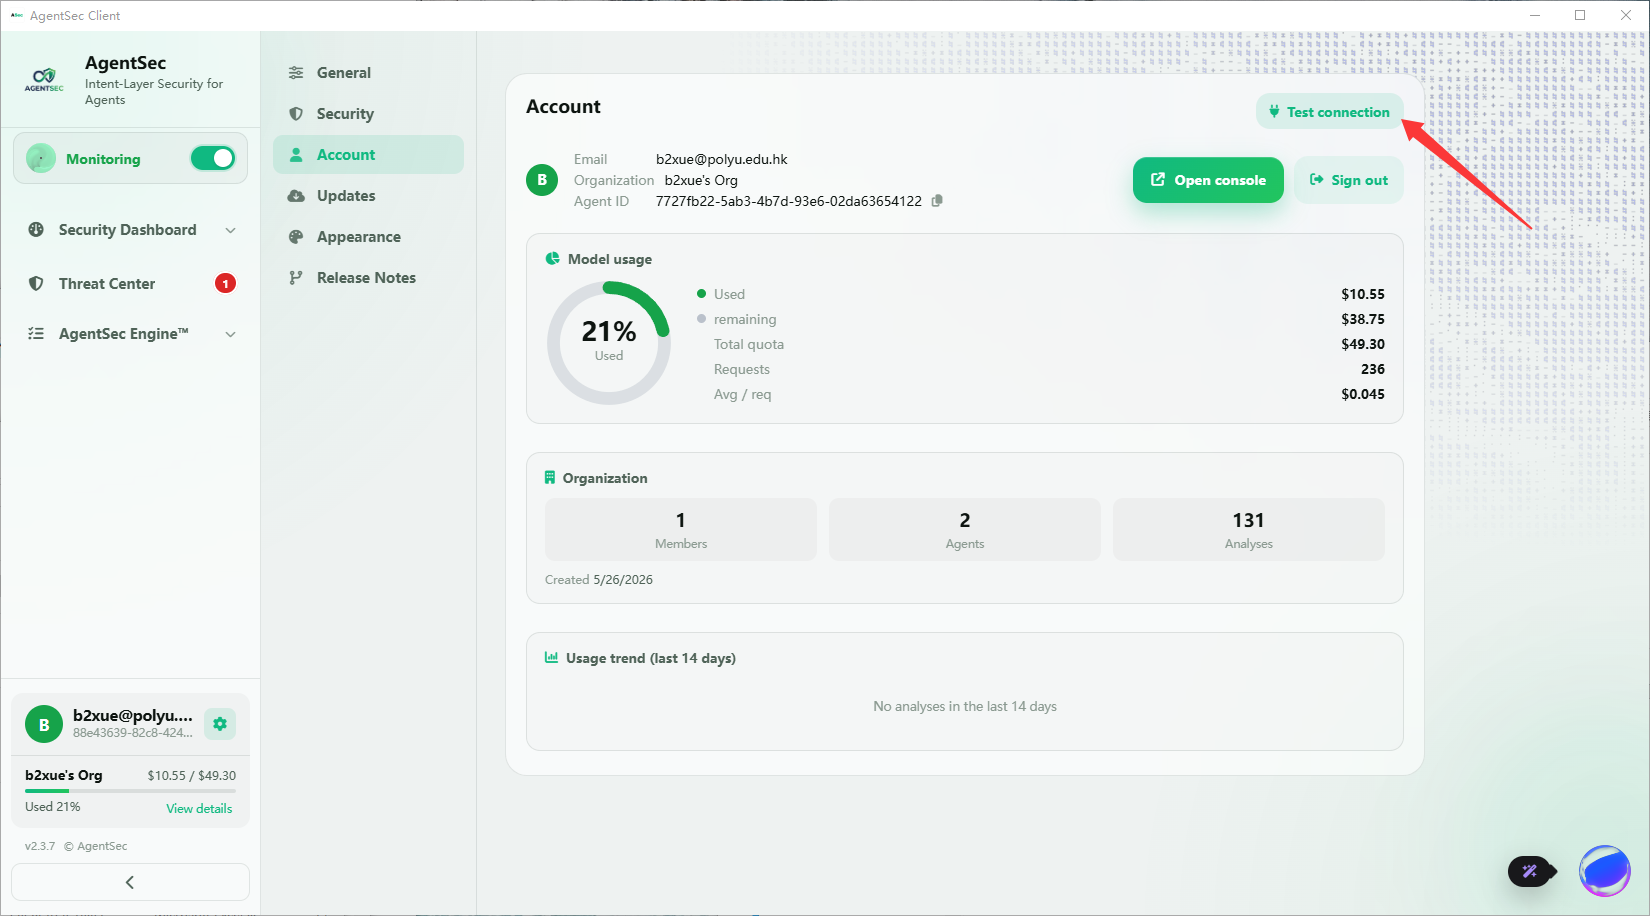 AgentSec Client
AgentSec
Intent-Layer Security for
Agents
AGENTSEC
Monitoring
Security Dashboard
Threat Center
1
AgentSec Engine™
General
Security
Account
Updates
Appearance
Release Notes
Account
Test connection
B
Email b2xue@polyu.edu.hk
Organization b2xue's Org
Agent ID 7727fb22-5ab3-4b7d-93e6-02da63654122
Open console
Sign out
Model usage
21%
Used
Used $10.55
remaining $38.75
Total quota $49.30
Requests 236
Avg / req $0.045
Organization
1
Members
2
Agents
131
Analyses
Created 5/26/2026
Usage trend (last 14 days)
No analyses in the last 14 days
B
b2xue@polyu....
88e43639-82c8-424...
b2xue's Org $10.55 / $49.30
Used 21% View details
v2.3.7 © AgentSec